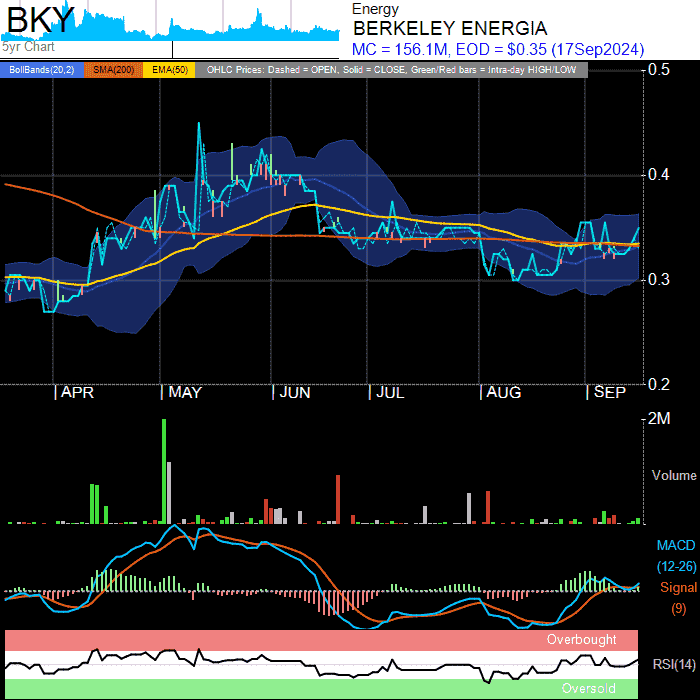 BKY
5yr Chart
Energy
BERKELEY ENERGIA
MC = 156.1M, EOD = $0.35 (17Sep2024)
BollBands(20,2) SMA(200) EMA(50) OHLC Prices: Dashed = OPEN, Solid = CLOSE, Green/Red bars = Intra-day HIGH/LOW
0.5
0.4
0.3
0.2
APR MAY JUN JUL AUG SEP
2M
Volume
MACD
(12-26)
Signal
(9)
Overbought
RSI(14)
Oversold